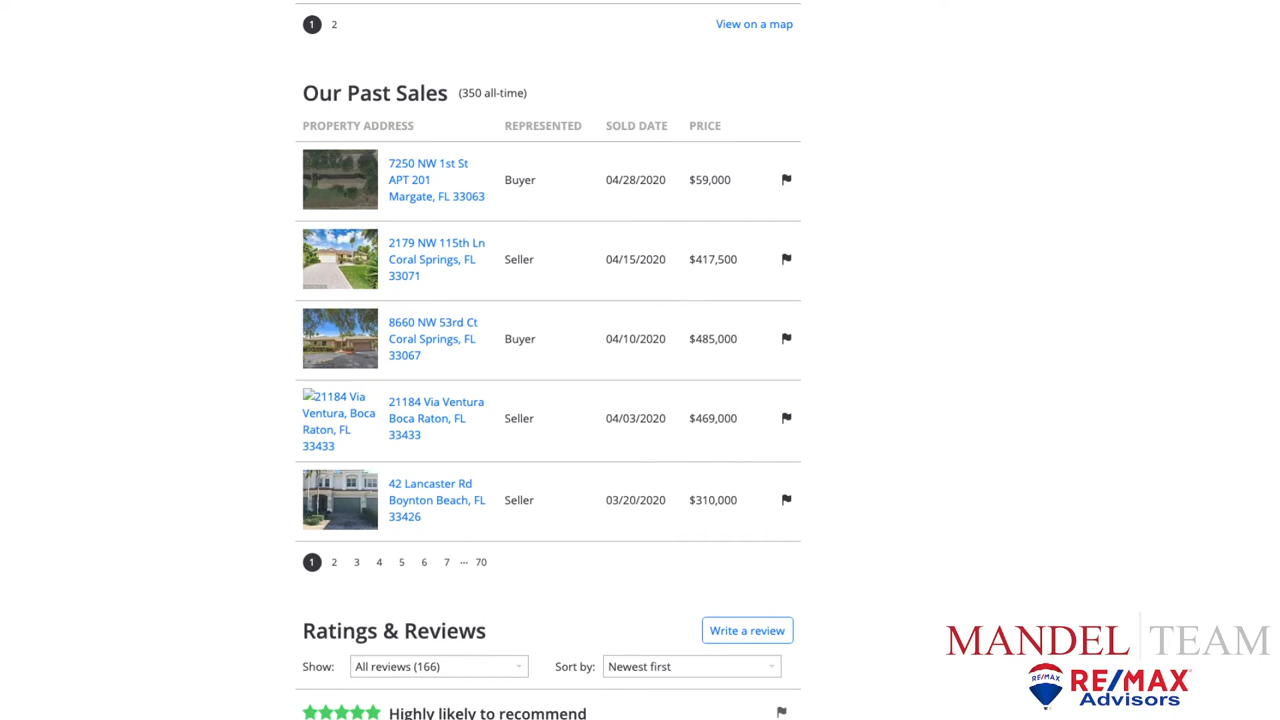 1 2 View on a map
Our Past Sales (350 all-time)
PROPERTY ADDRESS REPRESENTED SOLD DATE PRICE
7250 NW 1st St
APT 201 Buyer 04/28/2020 $59,000
Margate, FL 33063
2179 NW 115th Ln
Coral Springs, FL Seller 04/15/2020 $417,500
33071
8660 NW 53rd Ct
Coral Springs, FL Buyer 04/10/2020 $485,000
33067
21184 Via
Ventura, Boca
Raton, FL
33433
21184 Via Ventura
Boca Raton, FL Seller 04/03/2020 $469,000
33433
42 Lancaster Rd
Boynton Beach, FL Seller 03/20/2020 $310,000
33426
1 2 3 4 5 6 7 ... 70
Ratings & Reviews Write a review
Show: All reviews (166) Sort by: Newest first
Highly likely to recommend
MANDEL TEAM
RE/MAX RE/MAX
Advisors